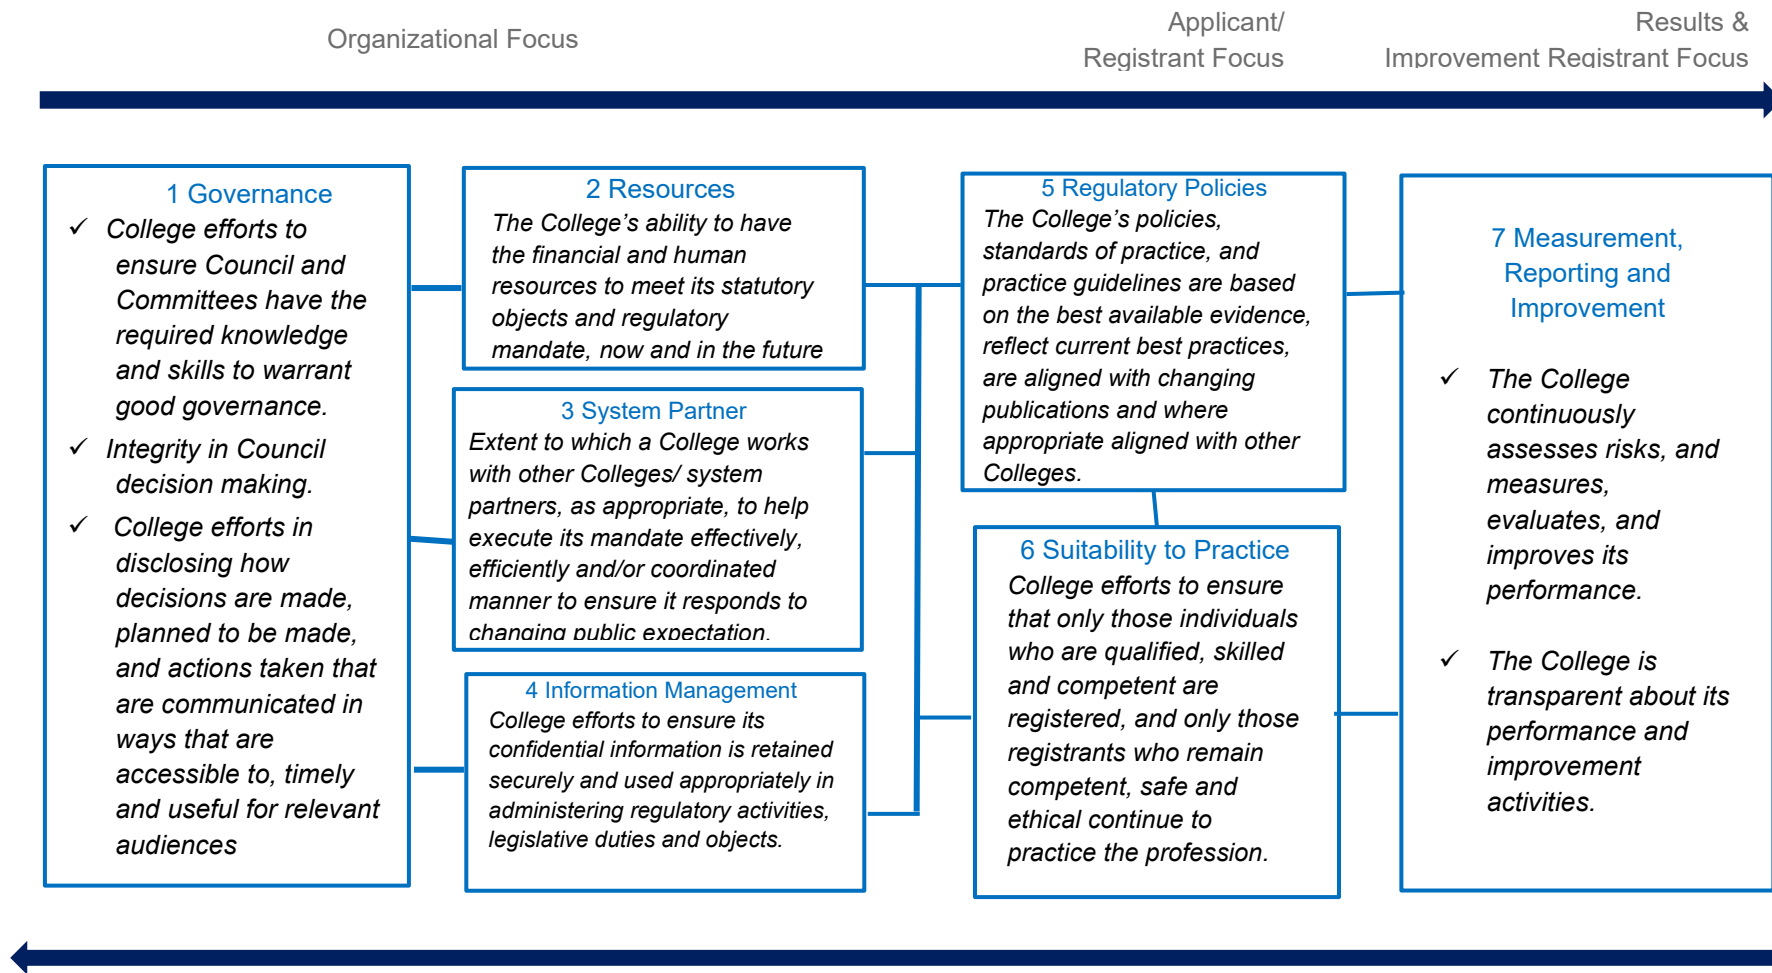 Organizational Focus
Applicant/
Registrant Focus
Results &
Improvement Registrant Focus
1 Governance
✓ College efforts to
ensure Council and
Committees have the
required knowledge
and skills to warrant
good governance.
✓ Integrity in Council
decision making.
✓ College efforts in
disclosing how
decisions are made,
planned to be made,
and actions taken that
are communicated in
ways that are
accessible to, timely
and useful for relevant
audiences
2 Resources
The College’s ability to have
the financial and human
resources to meet its statutory
objects and regulatory
mandate, now and in the future
3 System Partner
Extent to which a College works
with other Colleges/ system
partners, as appropriate, to help
execute its mandate effectively,
efficiently and/or coordinated
manner to ensure it responds to
changing public expectation.
4 Information Management
College efforts to ensure its
confidential information is retained
securely and used appropriately in
administering regulatory activities,
legislative duties and objects.
5 Regulatory Policies
The College’s policies,
standards of practice, and
practice guidelines are based
on the best available evidence,
reflect current best practices,
are aligned with changing
publications and where
appropriate aligned with other
Colleges.
6 Suitability to Practice
College efforts to ensure
that only those individuals
who are qualified, skilled
and competent are
registered, and only those
registrants who remain
competent, safe and
ethical continue to
practice the profession.
7 Measurement,
Reporting and
Improvement
✓ The College
continuously
assesses risks, and
measures,
evaluates, and
improves its
performance.
✓ The College is
transparent about its
performance and
improvement
activities.